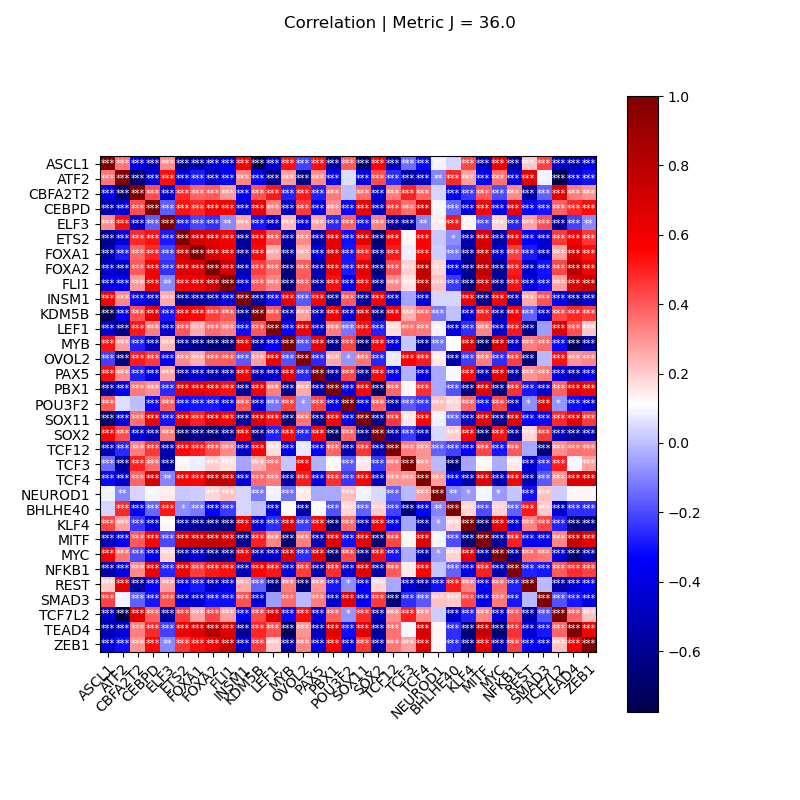 Correlation | Metric J = 36.0
ASCL1
ATF2
CBFA2T2
CEBPD
ELF3
ETS2
FOXA1
FOXA2
FLI1
INSM1
KDM5B
LEF1
MYB
OVOL2
PAX5
PBX1
POU3F2
SOX11
SOX2
TCF12
TCF3
TCF4
NEUROD1
BHLHE40
KLF4
MITF
MYC
NFKB1
REST
SMAD3
TCF7L2
TEAD4
ZEB1
ASCL1
ATF2
CBFA2T2
CEBPD
ELF3
ETS2
FOXA1
FOXA2
FLI1
INSM1
KDM5B
LEF1
MYB
OVOL2
PAX5
PBX1
POU3F2
SOX11
SOX2
TCF12
TCF3
TCF4
NEUROD1
BHLHE40
KLF4
MITF
MYC
NFKB1
REST
SMAD3
TCF7L2
TEAD4
ZEB1
1.0
0.8
0.6
0.4
0.2
0.0
−0.2
−0.4
−0.6